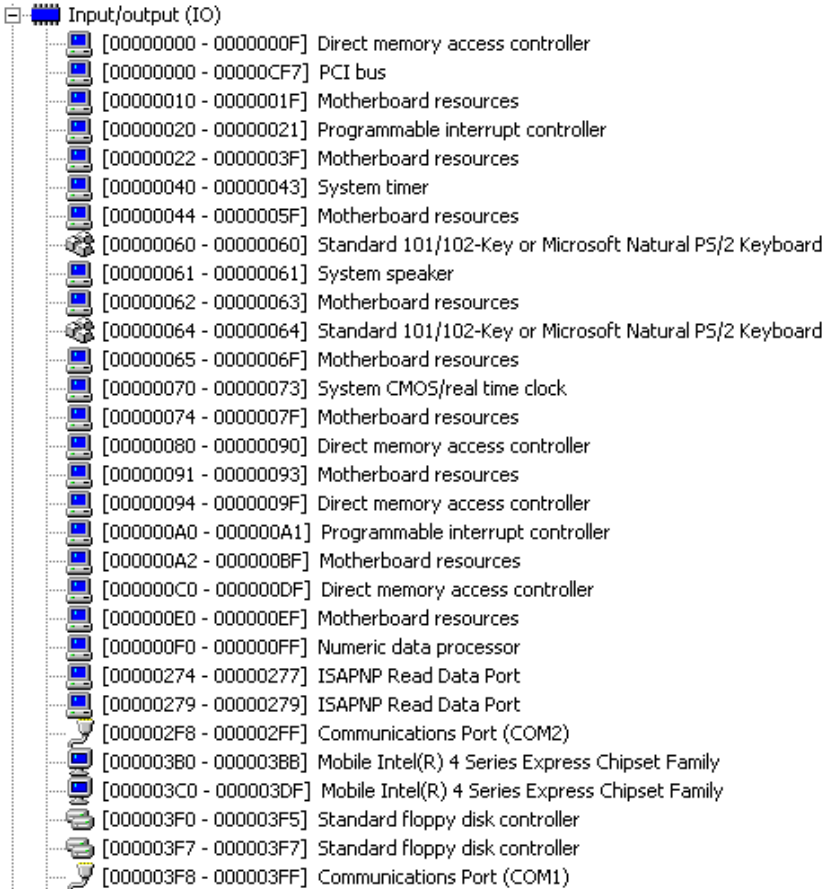 Input/output (IO)
[00000000 - 0000000F] Direct memory access controller
[00000000 - 00000CF7] PCI bus
[00000010 - 0000001F] Motherboard resources
[00000020 - 00000021] Programmable interrupt controller
[00000022 - 0000003F] Motherboard resources
[00000040 - 00000043] System timer
[00000044 - 0000005F] Motherboard resources
[00000060 - 00000060] Standard 101/102-Key or Microsoft Natural PS/2 Keyboard
[00000061 - 00000061] System speaker
[00000062 - 00000063] Motherboard resources
[00000064 - 00000064] Standard 101/102-Key or Microsoft Natural PS/2 Keyboard
[00000065 - 0000006F] Motherboard resources
[00000070 - 00000073] System CMOS/real time clock
[00000074 - 0000007F] Motherboard resources
[00000080 - 00000090] Direct memory access controller
[00000091 - 00000093] Motherboard resources
[00000094 - 0000009F] Direct memory access controller
[000000A0 - 000000A1] Programmable interrupt controller
[000000A2 - 000000BF] Motherboard resources
[000000C0 - 000000DF] Direct memory access controller
[000000E0 - 000000EF] Motherboard resources
[000000F0 - 000000FF] Numeric data processor
[00000274 - 00000277] ISAPNP Read Data Port
[00000279 - 00000279] ISAPNP Read Data Port
[000002F8 - 000002FF] Communications Port (COM2)
[000003B0 - 000003BB] Mobile Intel(R) 4 Series Express Chipset Family
[000003C0 - 000003DF] Mobile Intel(R) 4 Series Express Chipset Family
[000003F0 - 000003F5] Standard floppy disk controller
[000003F7 - 000003F7] Standard floppy disk controller
[000003F8 - 000003FF] Communications Port (COM1)